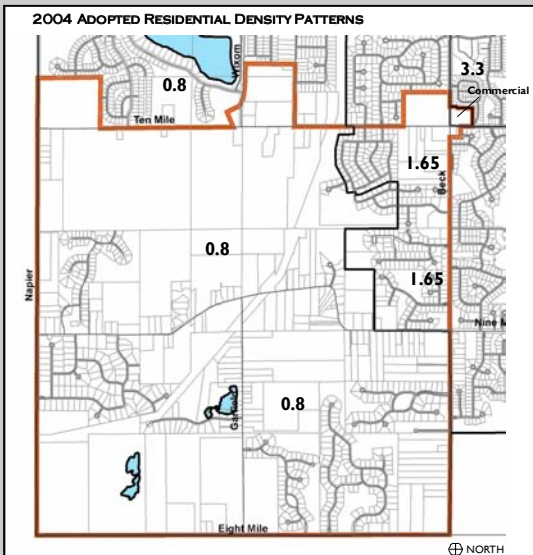 2004 ADOPTED RESIDENTIAL DENSITY PATTERNS
Wixom
3.3
0.8
Commercial
Ten Mile
1.65
Beck
0.8
Napier
1.65
Nine M
0.8
Eight Mile
NORTH